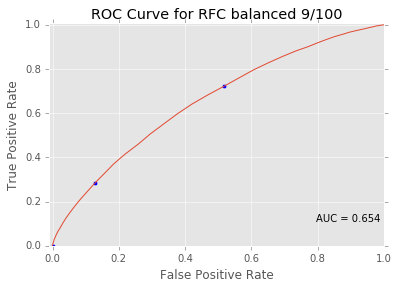 ROC Curve for RFC balanced 9/100
1.0
0.8
0.6
0.4
0.2
0.0
True Positive Rate
AUC = 0.654
0.0 0.2 0.4 0.6 0.8 1.0
False Positive Rate